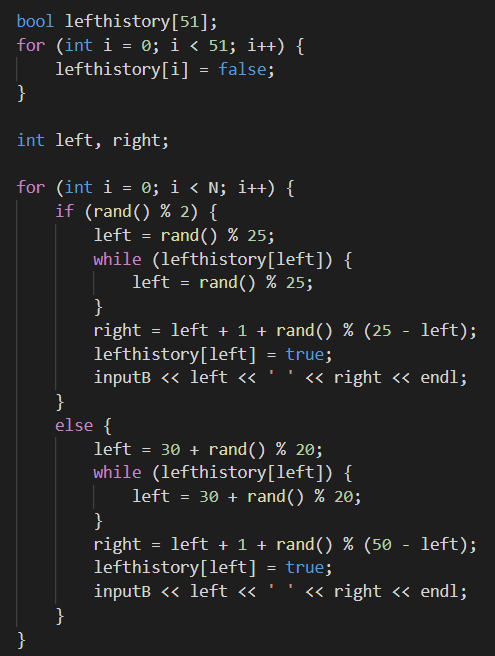 bool lefthistory[51];
for (int i = 0; i < 51; i++) {
    lefthistory[i] = false;
}

int left, right;

for (int i = 0; i < N; i++) {
    if (rand() % 2) {
        left = rand() % 25;
        while (lefthistory[left]) {
            left = rand() % 25;
        }
        right = left + 1 + rand() % (25 - left);
        lefthistory[left] = true;
        inputB << left << ' ' << right << endl;
    }
    else {
        left = 30 + rand() % 20;
        while (lefthistory[left]) {
            left = 30 + rand() % 20;
        }
        right = left + 1 + rand() % (50 - left);
        lefthistory[left] = true;
        inputB << left << ' ' << right << endl;
    }
}